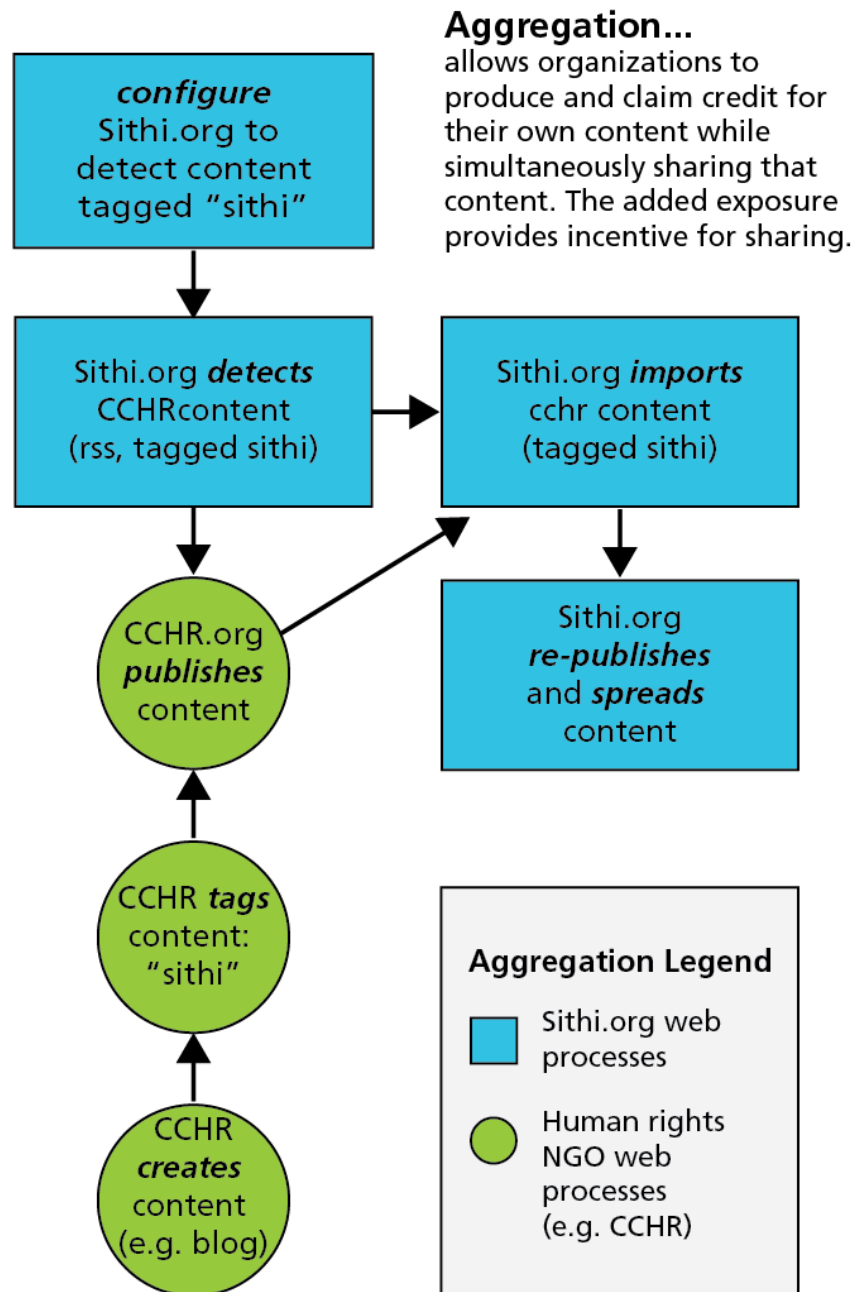 Aggregation...
allows organizations to
produce and claim credit for
their own content while
simultaneously sharing that
content. The added exposure
provides incentive for sharing.
configure
Sithi.org to
detect content
tagged “sithi”
Sithi.org detects
CCHRcontent
(rss, tagged sithi)
Sithi.org imports
cchr content
(tagged sithi)
CCHR.org
publishes
content
Sithi.org
re-publishes
and spreads
content
CCHR tags
content:
“sithi”
CCHR
creates
content
(e.g. blog)
Aggregation Legend
Sithi.org web
processes
Human rights
NGO web
processes
(e.g. CCHR)